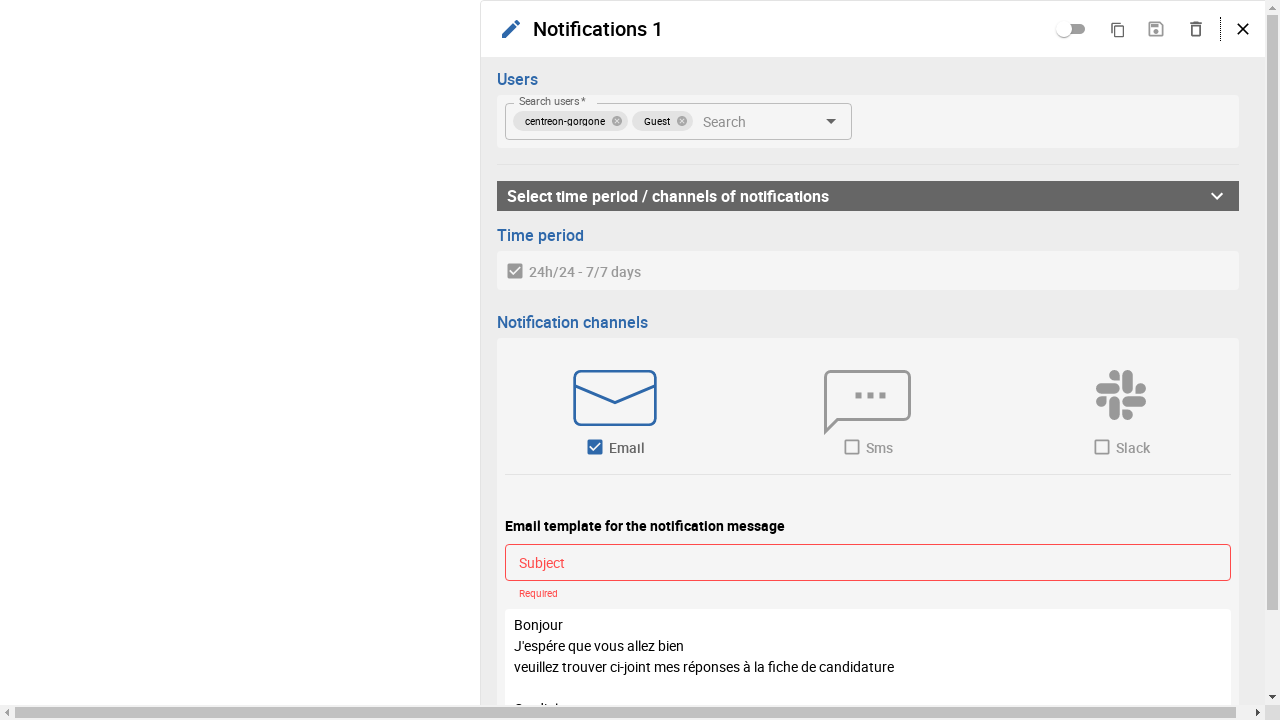 Notifications 1
Users
Search users *
centreon-gorgone Guest Search
Select time period / channels of notifications
Time period
24h/24 - 7/7 days
Notification channels
Email Sms Slack
Email template for the notification message
Subject
Required
Bonjour
J'espére que vous allez bien
veuillez trouver ci-joint mes réponses à la fiche de candidature